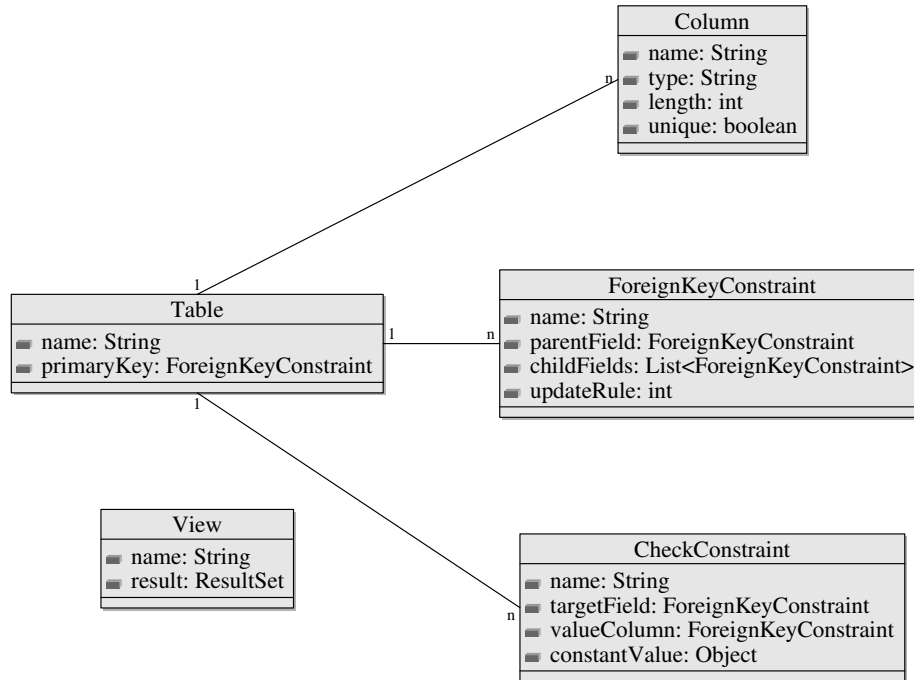 Column
name: String
type: String
length: int
unique: boolean
n
1
Table
name: String
primaryKey: ForeignKeyConstraint
1
n
1
ForeignKeyConstraint
name: String
parentField: ForeignKeyConstraint
childFields: List<ForeignKeyConstraint>
updateRule: int
View
name: String
result: ResultSet
n
CheckConstraint
name: String
targetField: ForeignKeyConstraint
valueColumn: ForeignKeyConstraint
constantValue: Object